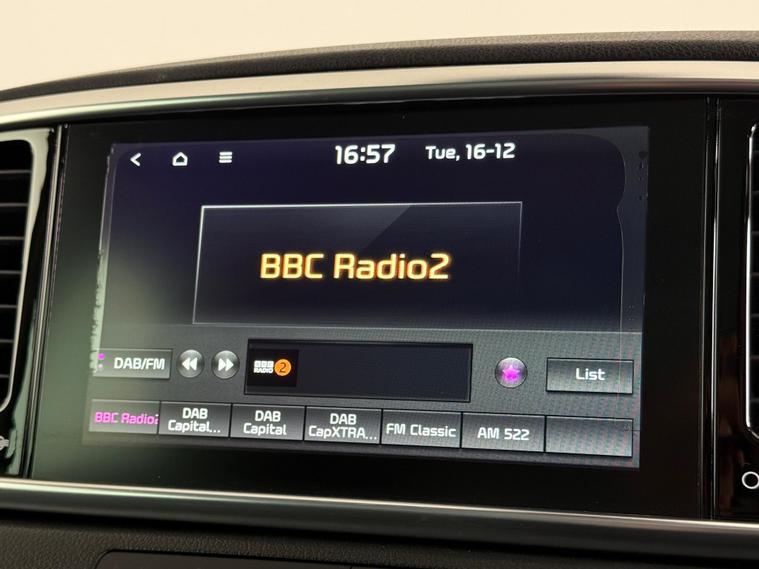 16:57 Tue, 16-12
BBC Radio2
DAB/FM
BBC
RADIO 2
List
BBC Radio2
DAB
Capital...
DAB
Capital
DAB
CapXTRA...
FM Classic
AM 522